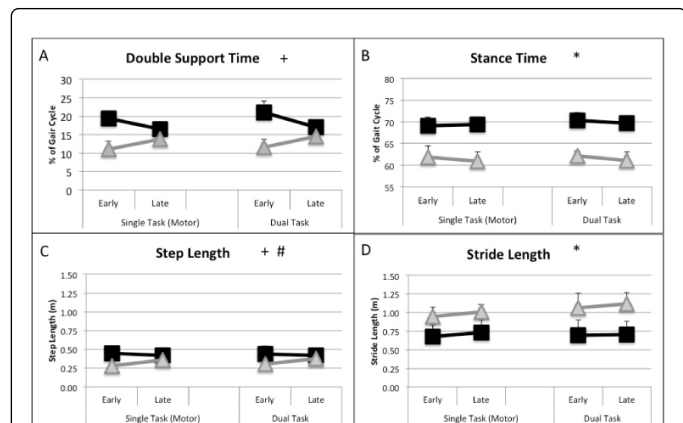 A Double Support Time +
% of Gair Cycle
30
25
20
15
10
5
0
Early Late Early Late
Single Task (Motor) Dual Task
B Stance Time *
% of Gait Cycle
80
75
70
65
60
55
Early Late Early Late
Single Task (Motor) Dual Task
C Step Length + #
Step Length (m)
1.50
1.25
1.00
0.75
0.50
0.25
0.00
Early Late Early Late
Single Task (Motor) Dual Task
D Stride Length *
Stride Length (m)
1.50
1.25
1.00
0.75
0.50
0.25
0.00
Early Late Early Late
Single Task (Motor) Dual Task